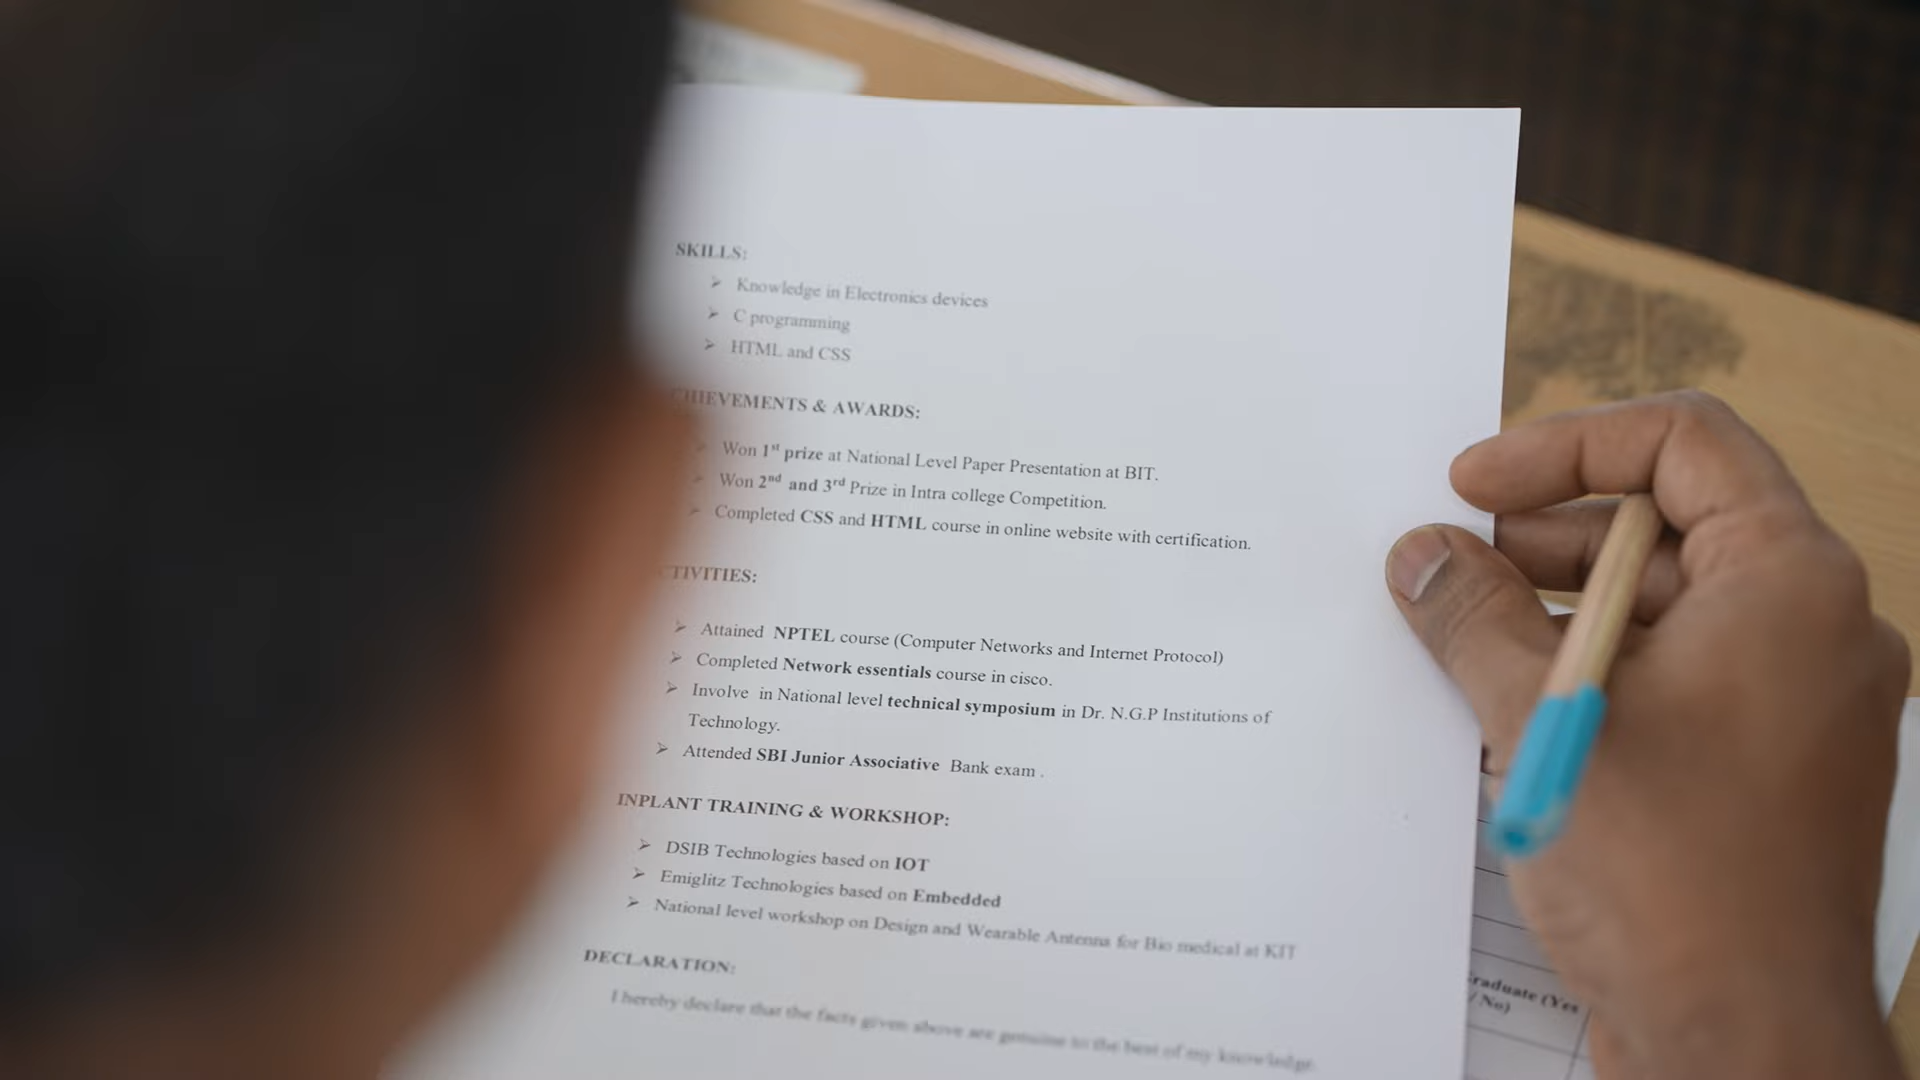 SKILLS:
➢ Knowledge in Electronics devices
➢ C programming
➢ HTML and CSS
CHIEVEMENTS & AWARDS:
➢ Won 1st prize at National Level Paper Presentation at BIT.
➢ Won 2nd and 3rd Prize in Intra college Competition.
➢ Completed CSS and HTML course in online website with certification.
CTIVITIES:
➢ Attained NPTEL course (Computer Networks and Internet Protocol)
➢ Completed Network essentials course in cisco.
➢ Involve in National level technical symposium in Dr. N.G.P Institutions of
Technology.
➢ Attended SBI Junior Associative Bank exam .
INPLANT TRAINING & WORKSHOP:
➢ DSIB Technologies based on IOT
➢ Emiglitz Technologies based on Embedded
➢ National level workshop on Design and Wearable Antenna for Bio medical at KIT
DECLARATION:
I hereby declare that the facts given above are genuine to the best of my knowledge.
raduate (Yes
/ No)